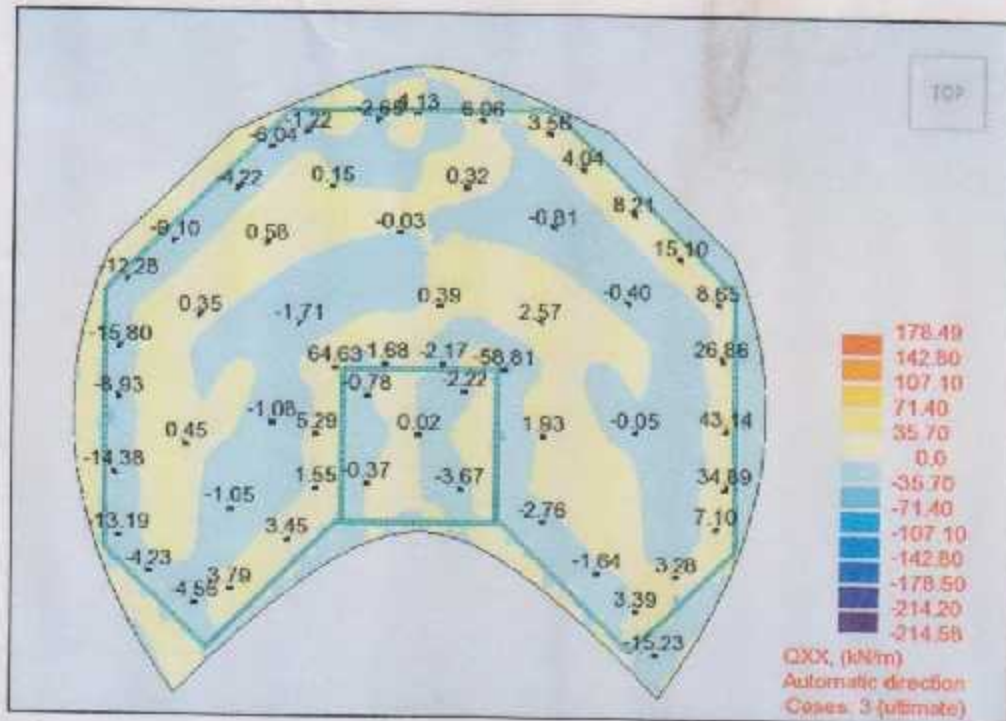 TOP
-2.65 4.13 6.06
-1.22 3.58
-6.04
4.04
-4.22 0.15 0.32
8.21
-0.81
-9.10 0.58 -0.03
15.10
-12.28
0.35 0.39 -0.40 8.65
-1.71 2.57
-15.80
64.63 1.68 -2.17 -58.81 26.86
-8.93 -0.78 -2.22
-1.08 5.29 0.02 1.93 -0.05 43.14
0.45
-14.38
1.55 -0.37 -3.67 34.89
-1.05
13.19 3.45 -2.76 7.10
-4.23
-4.56 3.79 -1.64 3.28
3.39
-15.23
178.49
142.80
107.10
71.40
35.70
0.0
-35.70
-71.40
-107.10
-142.80
-178.50
-214.20
-214.58
QXX, (kN/m)
Automatic direction
Cases: 3 (ultimate)